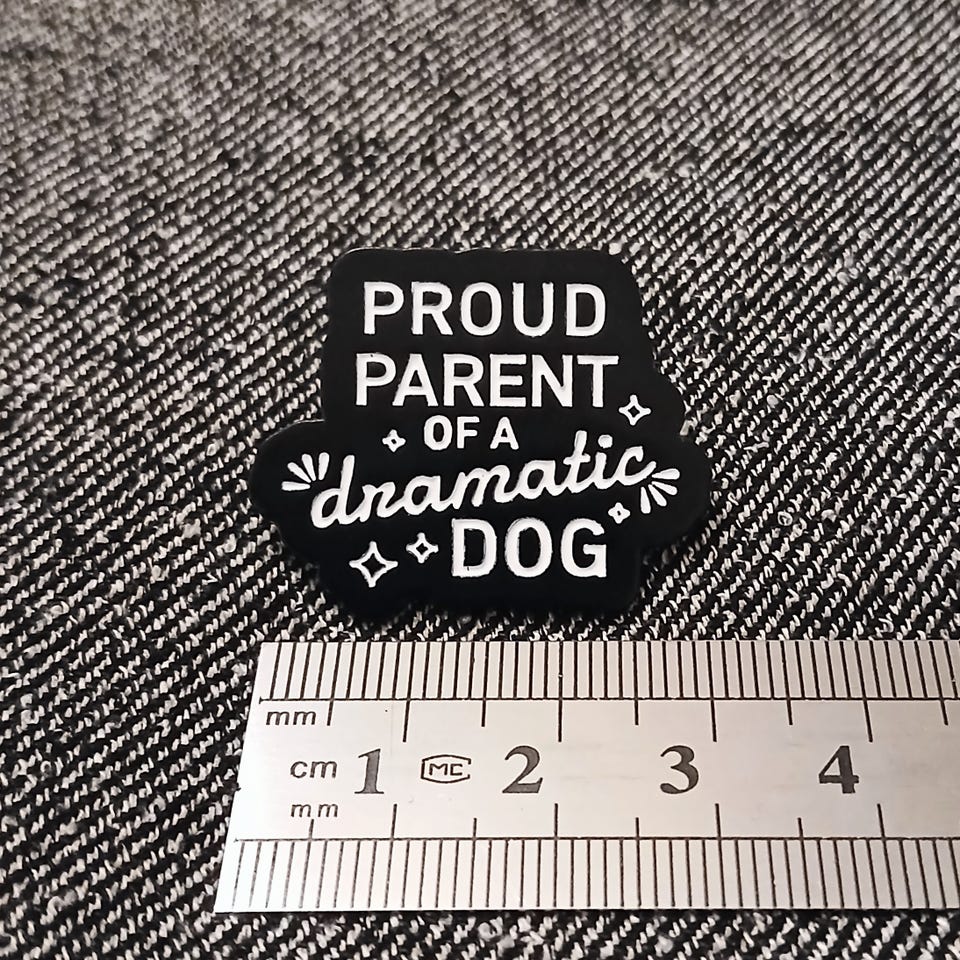 PROUD
PARENT
OF A
dramatic
DOG
mm
cm 1 MC 2 3 4
mm